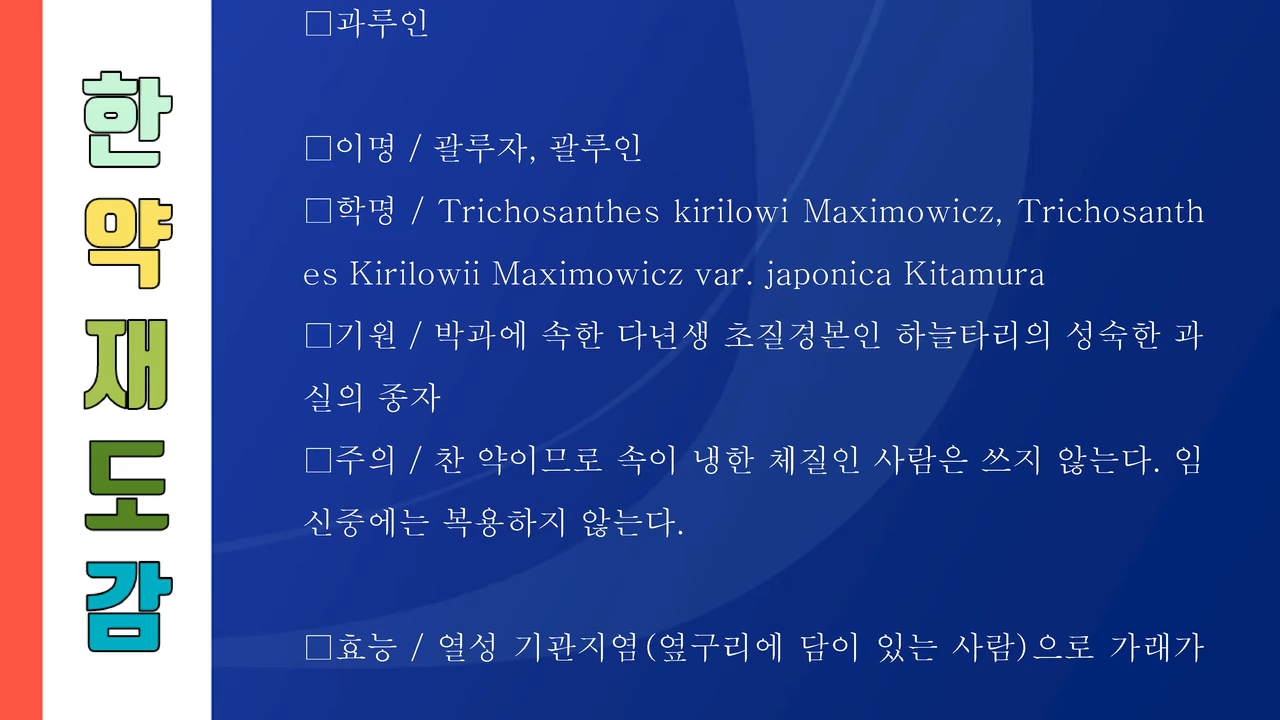 한
약
재
도
감
□과루인
□이명 / 괄루자, 괄루인
□학명 / Trichosanthes kirilowi Maximowicz, Trichosanth
es Kirilowii Maximowicz var. japonica Kitamura
□기원 / 박과에 속한 다년생 초질경본인 하늘타리의 성숙한 과
실의 종자
□주의 / 찬 약이므로 속이 냉한 체질인 사람은 쓰지 않는다. 임
신중에는 복용하지 않는다.
□효능 / 열성 기관지염(옆구리에 담이 있는 사람)으로 가래가